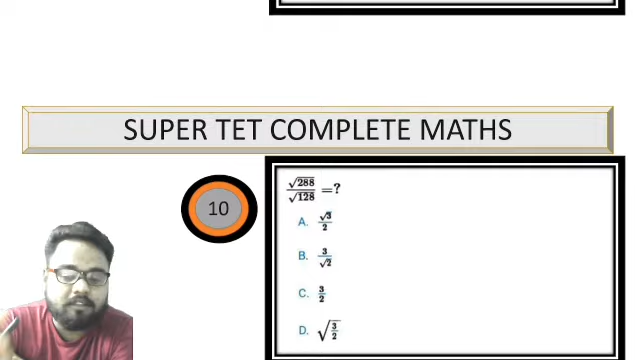 SUPER TET COMPLETE MATHS
10
√288/√128 =?
A. √3/2
B. 3/√2
C. 3/2
D. √(3/2)